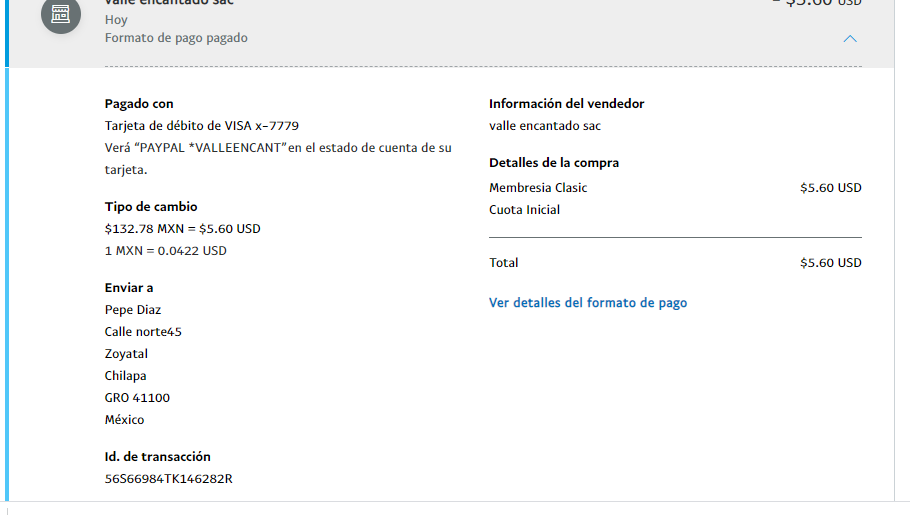 valle encantado sac
− $5.60 USD
Hoy
Formato de pago pagado
Pagado con
Tarjeta de débito de VISA x-7779
Verá “PAYPAL *VALLEENCANT” en el estado de cuenta de su
tarjeta.
Tipo de cambio
$132.78 MXN = $5.60 USD
1 MXN = 0.0422 USD
Enviar a
Pepe Diaz
Calle norte45
Zoyatal
Chilapa
GRO 41100
México
Id. de transacción
56S66984TK146282R
Información del vendedor
valle encantado sac
Detalles de la compra
Membresia Clasic $5.60 USD
Cuota Inicial
Total $5.60 USD
Ver detalles del formato de pago